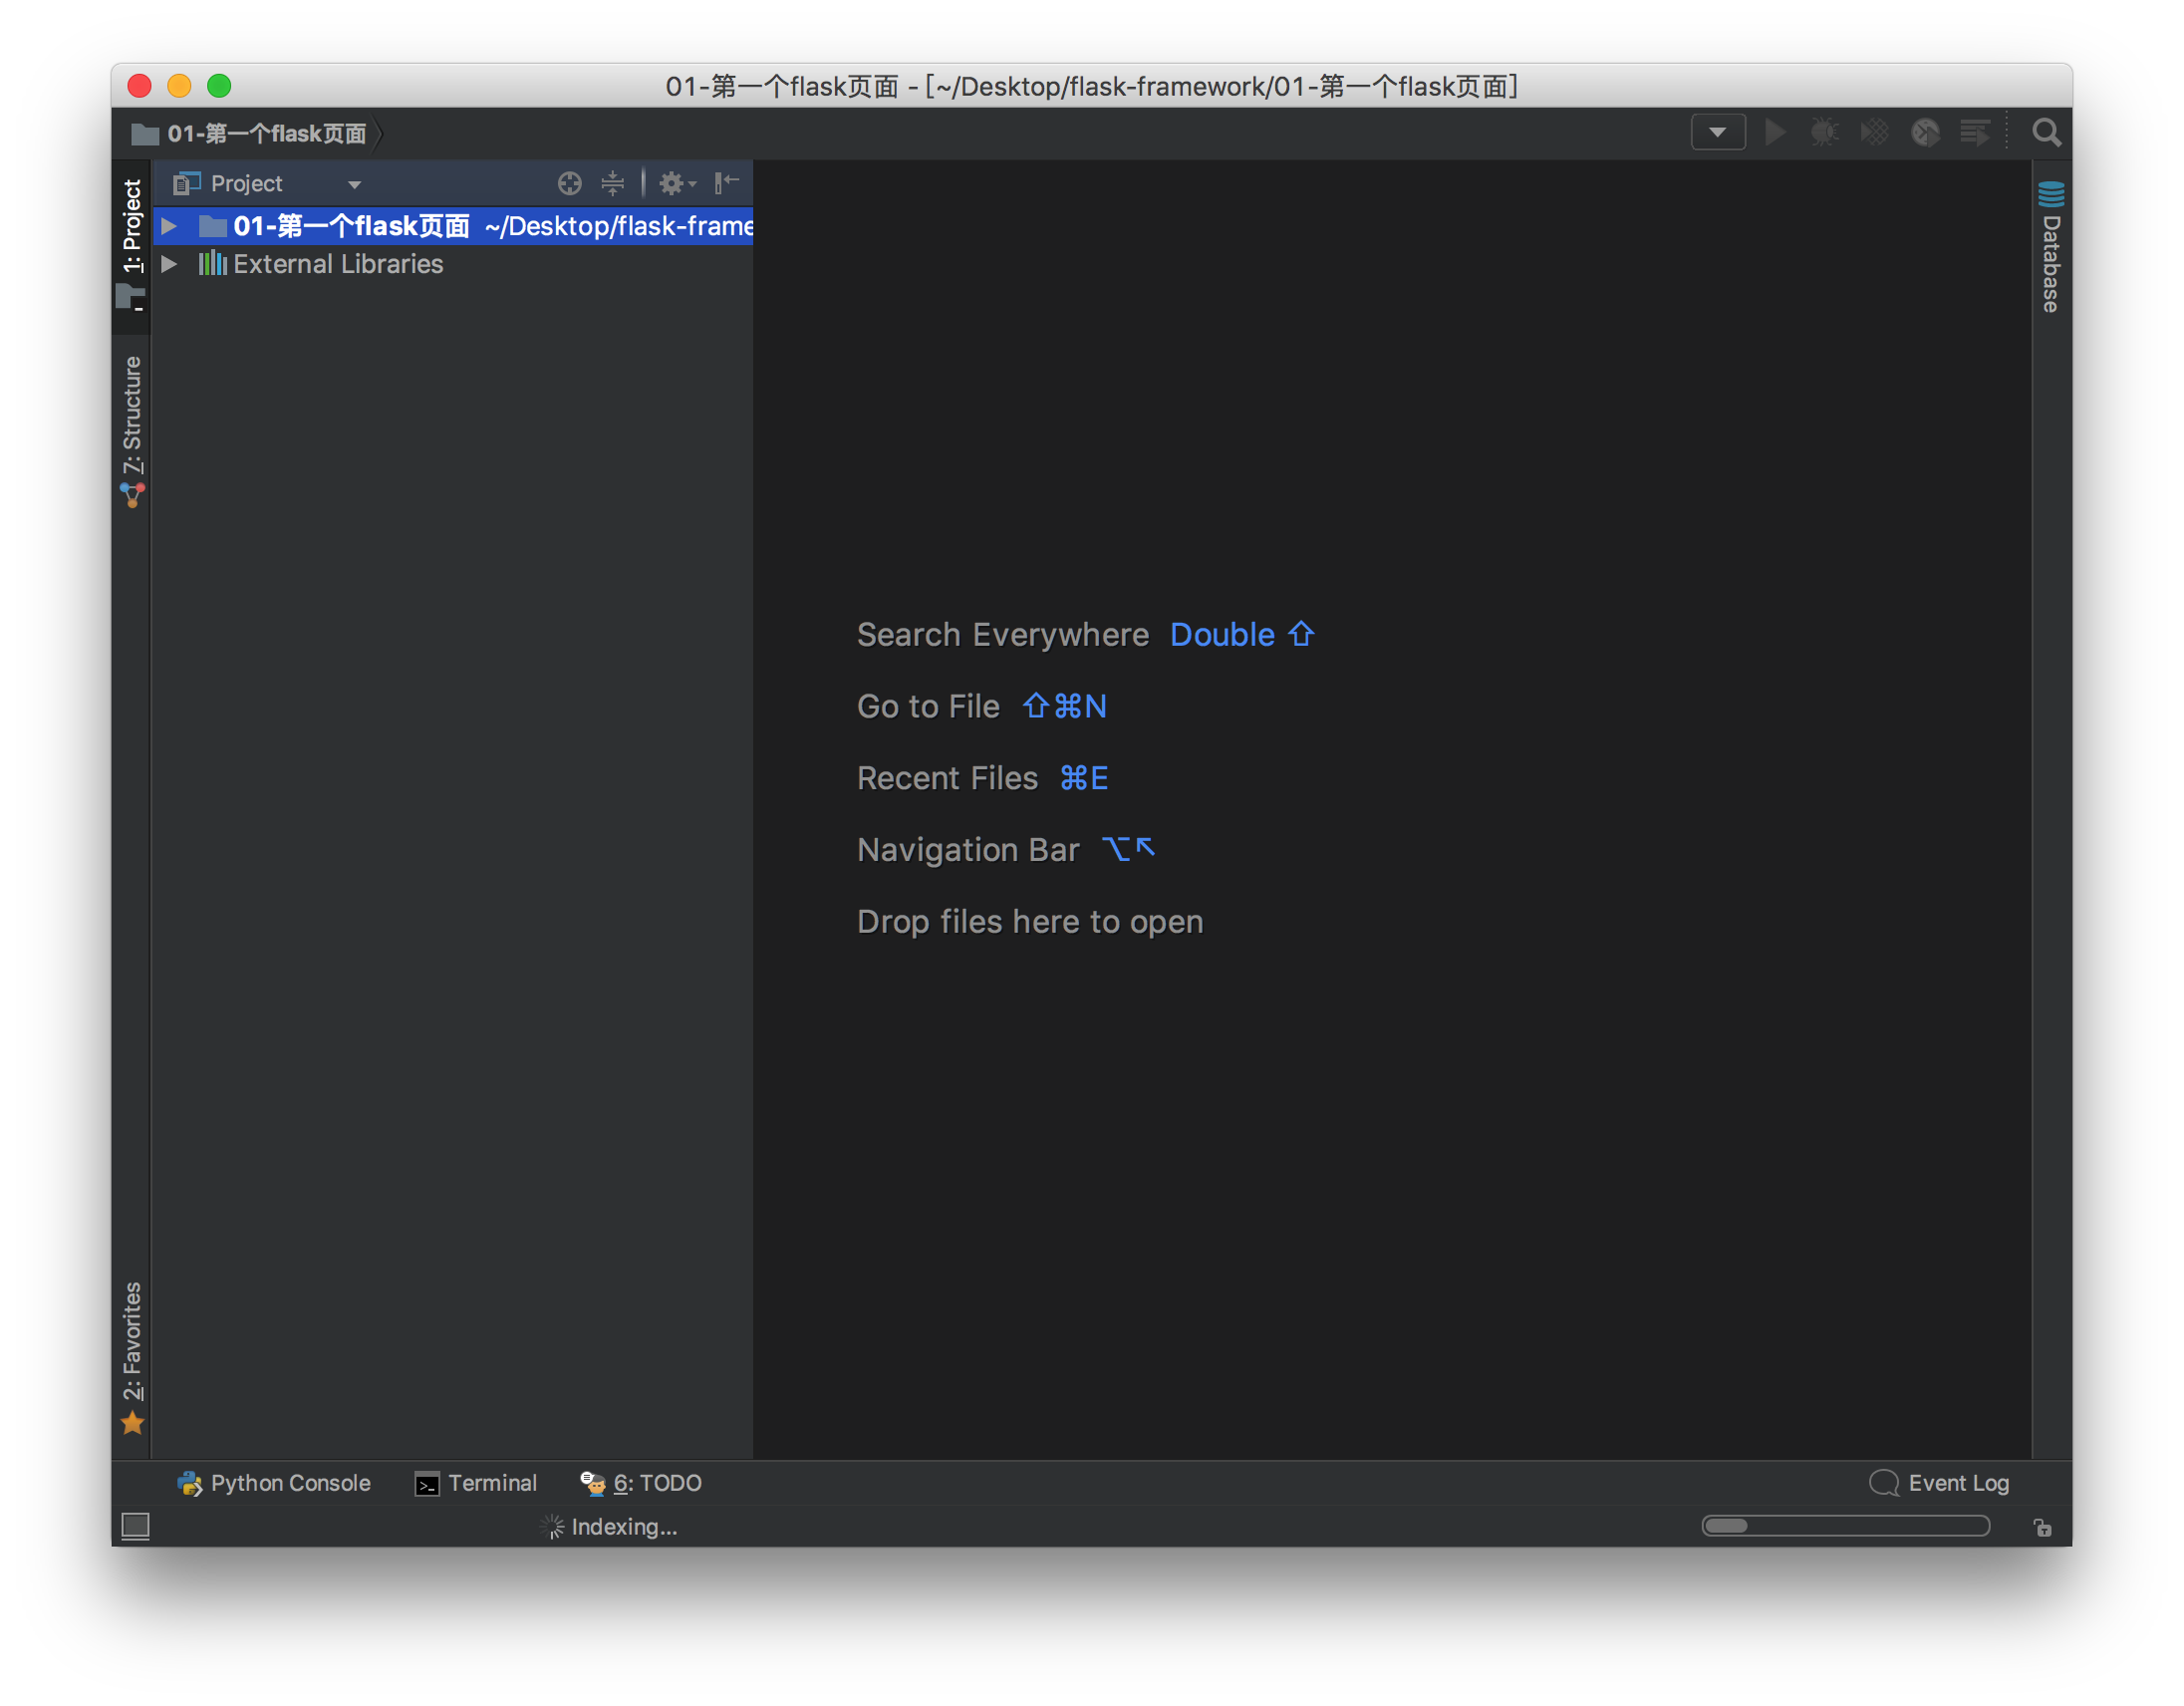 01-第一个flask页面 - [~/Desktop/flask-framework/01-第一个flask页面]
01-第一个flask页面
Project
1: Project
01-第一个flask页面 ~/Desktop/flask-frame
External Libraries
7: Structure
Database
Search Everywhere Double ⇧
Go to File ⇧⌘N
Recent Files ⌘E
Navigation Bar ⌥↖
Drop files here to open
2: Favorites
Python Console Terminal 6: TODO Event Log
Indexing...